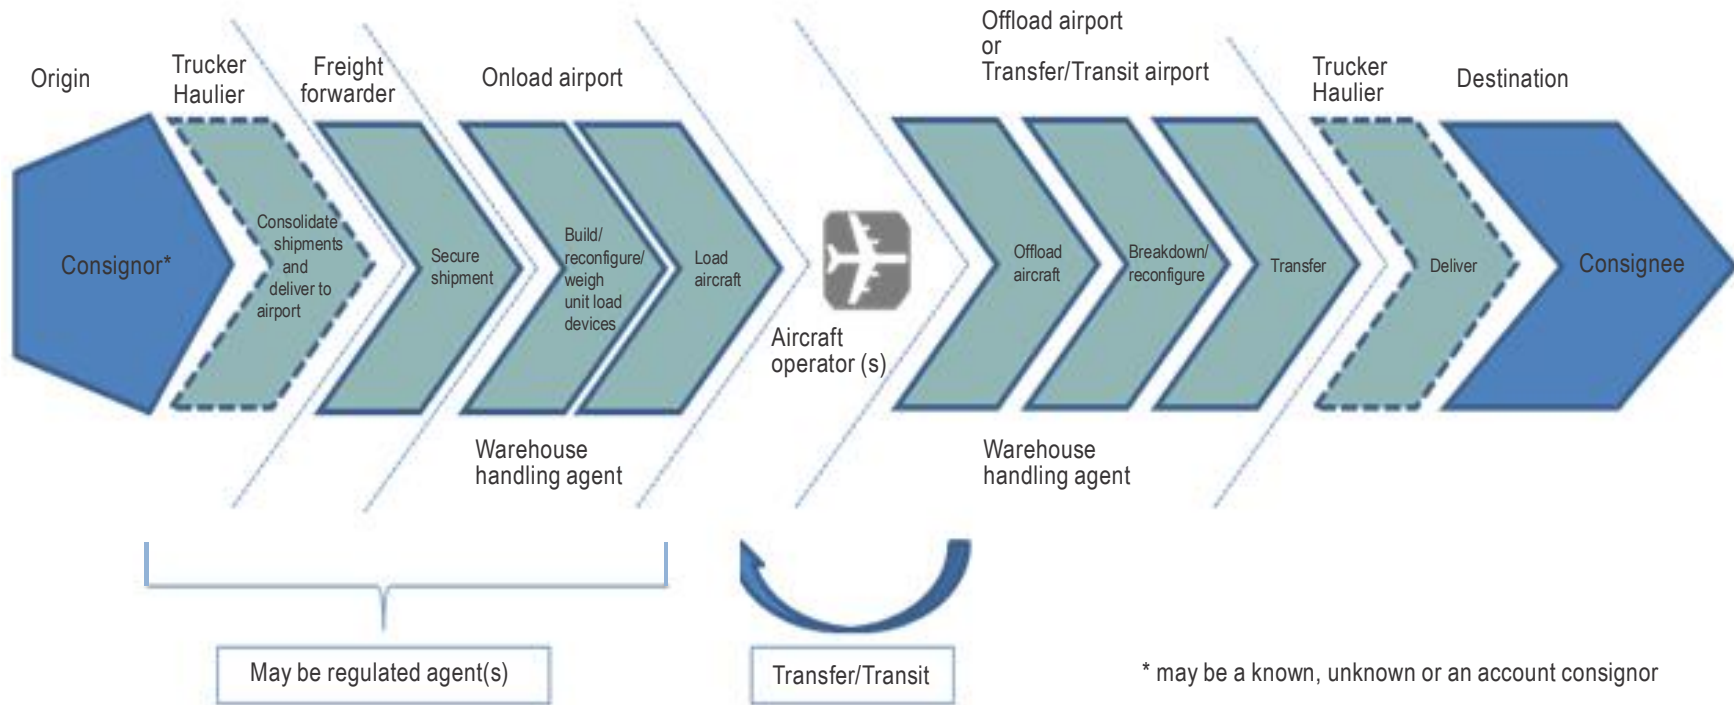 Origin
Trucker
Haulier
Freight
forwarder
Onload airport
Offload airport
or
Transfer/Transit airport
Trucker
Haulier
Destination
Consignor*
Consolidate
shipments
and
deliver to
airport
Secure
shipment
Build/
reconfigure/
weigh
unit load
devices
Load
aircraft
Aircraft
operator (s)
Offload
aircraft
Breakdown/
reconfigure
Transfer
Deliver
Consignee
Warehouse
handling agent
Warehouse
handling agent
May be regulated agent(s)
Transfer/Transit
* may be a known, unknown or an account consignor